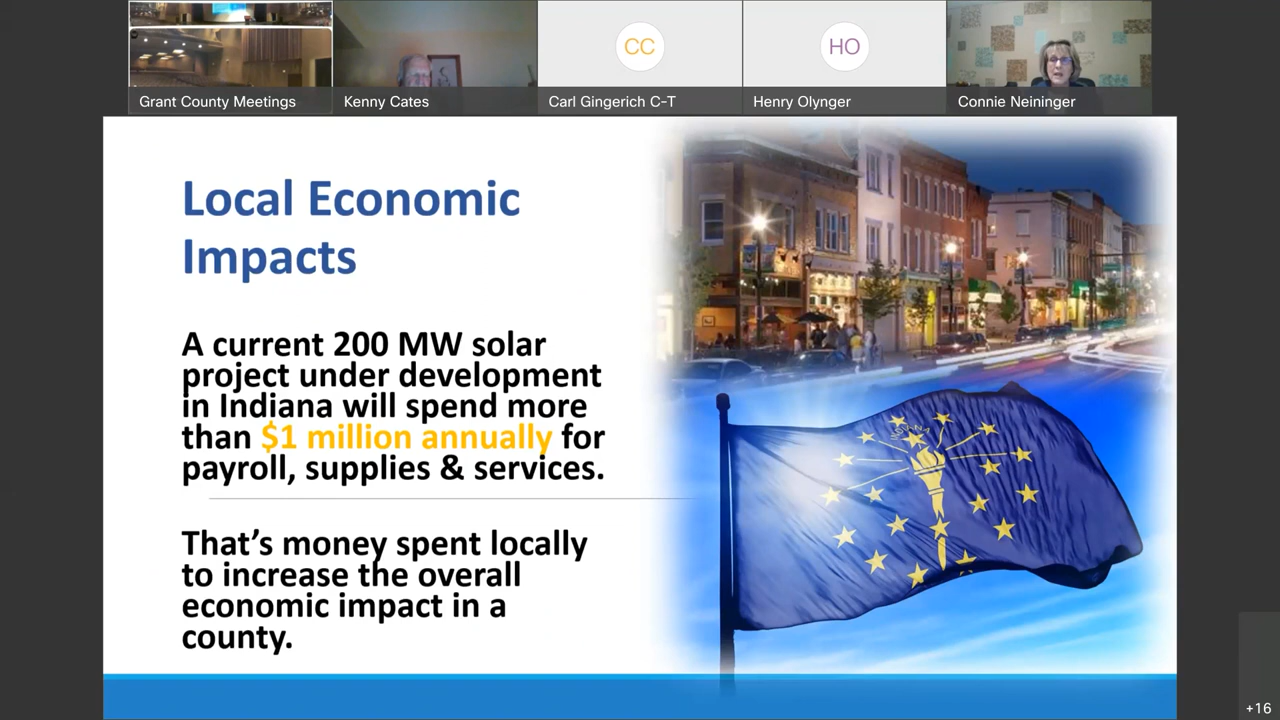 CC
HO
Grant County Meetings
Kenny Cates
Carl Gingerich C-T
Henry Olynger
Connie Neininger
Local Economic
Impacts
A current 200 MW solar
project under development
in Indiana will spend more
than $1 million annually for
payroll, supplies & services.
That's money spent locally
to increase the overall
economic impact in a
county.
INDIANA
+16